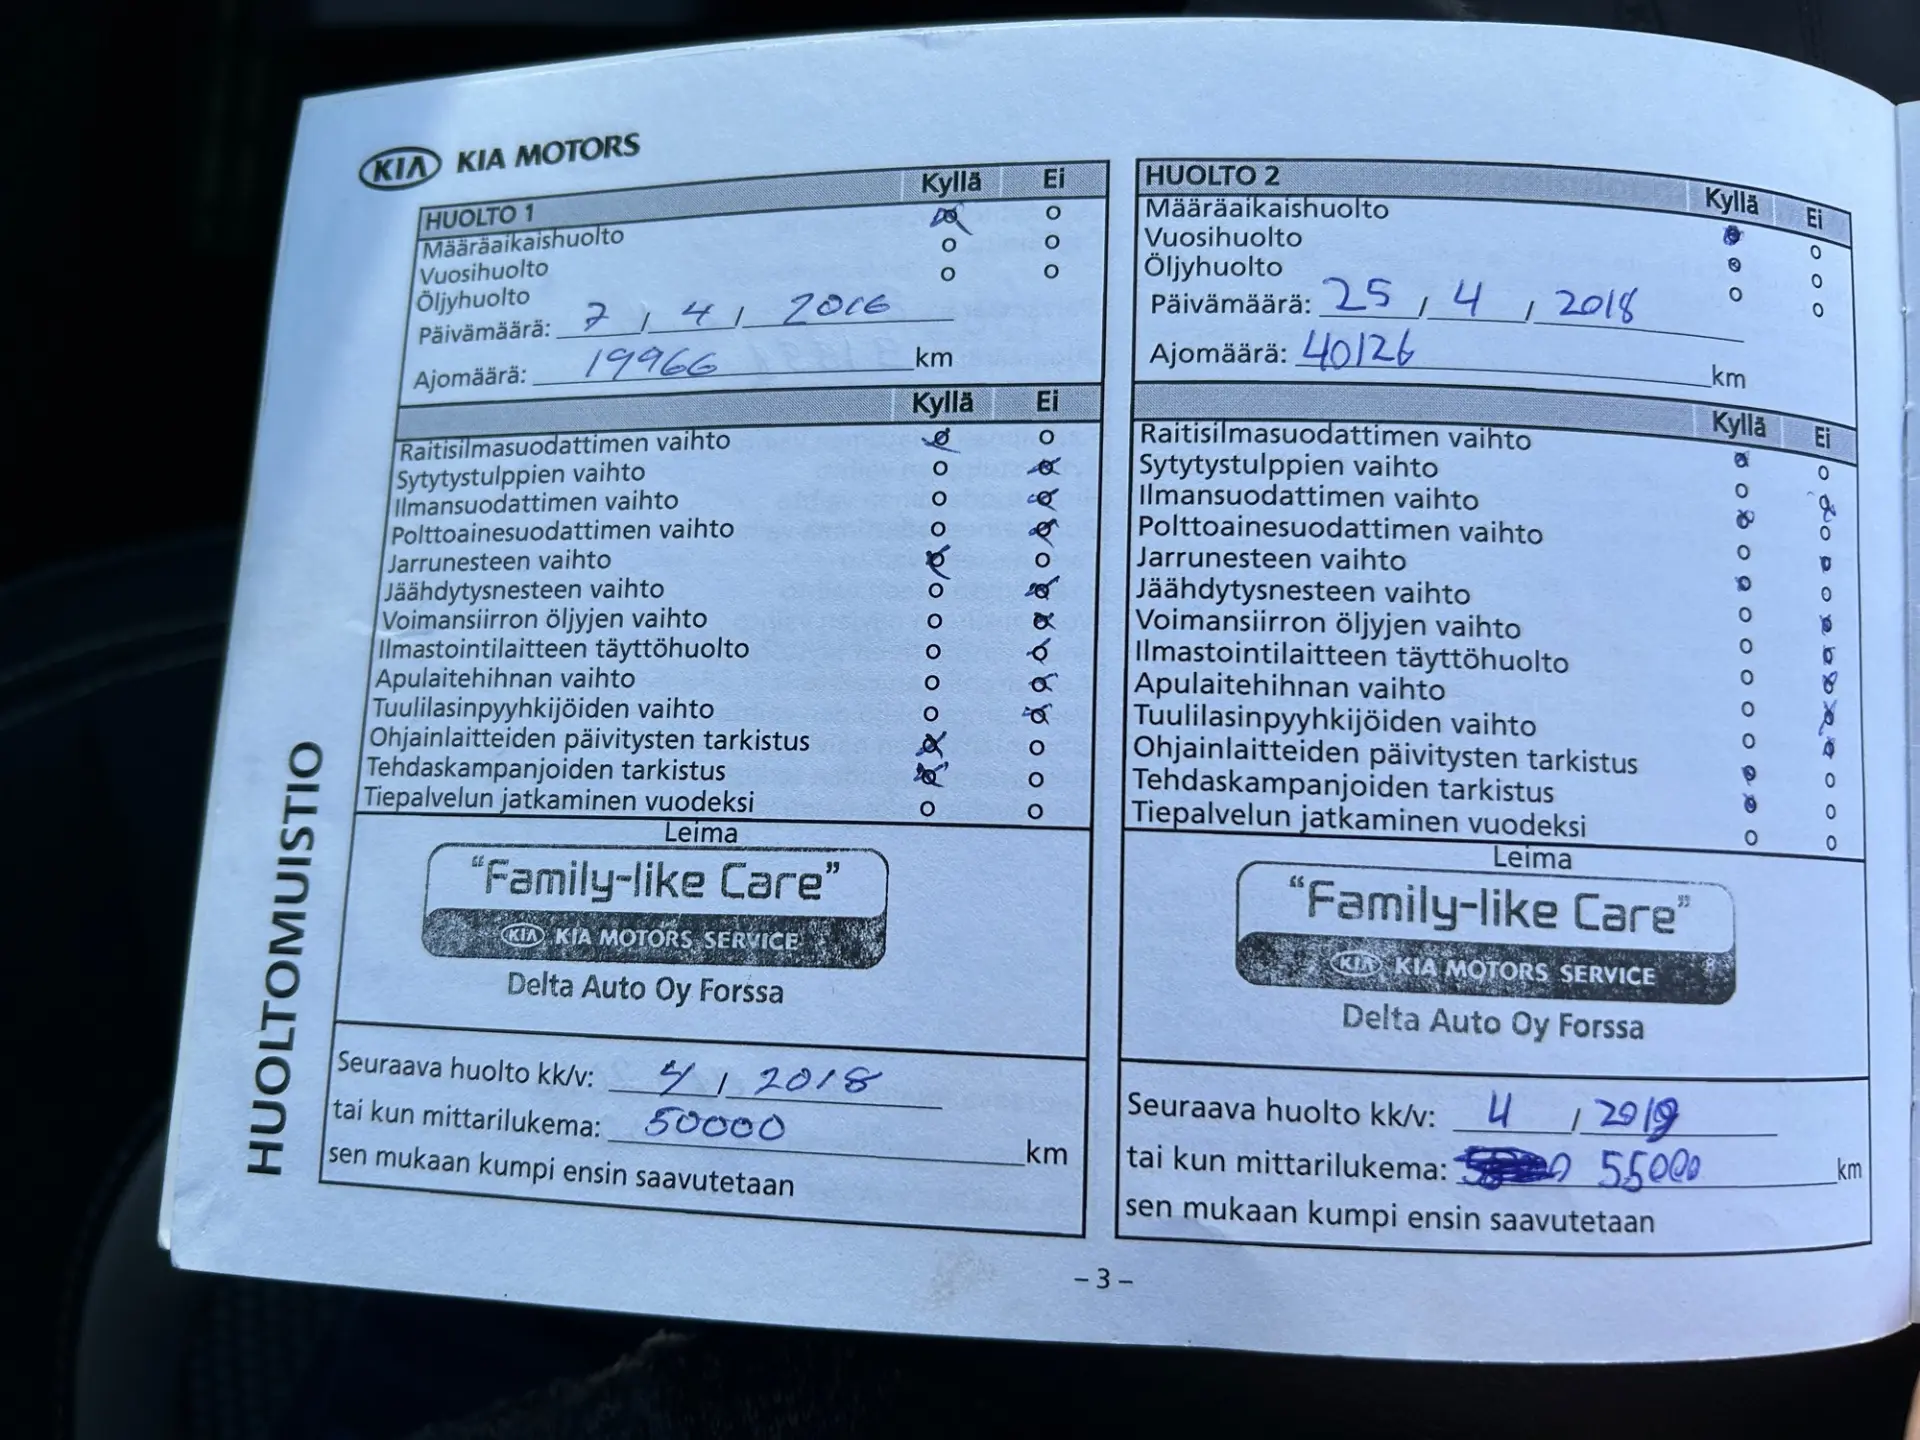 KIA KIA MOTORS
HUOLTOMUISTIO
HUOLTO 1 Kyllä Ei
Määräaikaishuolto
Vuosihuolto
Öljyhuolto
Päivämäärä: 7 / 4 / 2016
Ajomäärä: 19966 km
Kyllä Ei
Raitisilmasuodattimen vaihto
Sytytystulppien vaihto
Ilmansuodattimen vaihto
Polttoainesuodattimen vaihto
Jarrunesteen vaihto
Jäähdytysnesteen vaihto
Voimansiirron öljyjen vaihto
Ilmastointilaitteen täyttöhuolto
Apulaitehihnan vaihto
Tuulilasinpyyhkijöiden vaihto
Ohjainlaitteiden päivitysten tarkistus
Tehdaskampanjoiden tarkistus
Tiepalvelun jatkaminen vuodeksi
Leima
"Family-like Care"
KIA KIA MOTORS SERVICE
Delta Auto Oy Forssa
Seuraava huolto kk/v: 4 / 2018
tai kun mittarilukema: 50000 km
sen mukaan kumpi ensin saavutetaan
HUOLTO 2 Kyllä Ei
Määräaikaishuolto
Vuosihuolto
Öljyhuolto
Päivämäärä: 25 / 4 / 2018
Ajomäärä: 40126 km
Kyllä Ei
Raitisilmasuodattimen vaihto
Sytytystulppien vaihto
Ilmansuodattimen vaihto
Polttoainesuodattimen vaihto
Jarrunesteen vaihto
Jäähdytysnesteen vaihto
Voimansiirron öljyjen vaihto
Ilmastointilaitteen täyttöhuolto
Apulaitehihnan vaihto
Tuulilasinpyyhkijöiden vaihto
Ohjainlaitteiden päivitysten tarkistus
Tehdaskampanjoiden tarkistus
Tiepalvelun jatkaminen vuodeksi
Leima
"Family-like Care"
KIA KIA MOTORS SERVICE
Delta Auto Oy Forssa
Seuraava huolto kk/v: 4 / 2019
tai kun mittarilukema: 55000 km
sen mukaan kumpi ensin saavutetaan
– 3 –